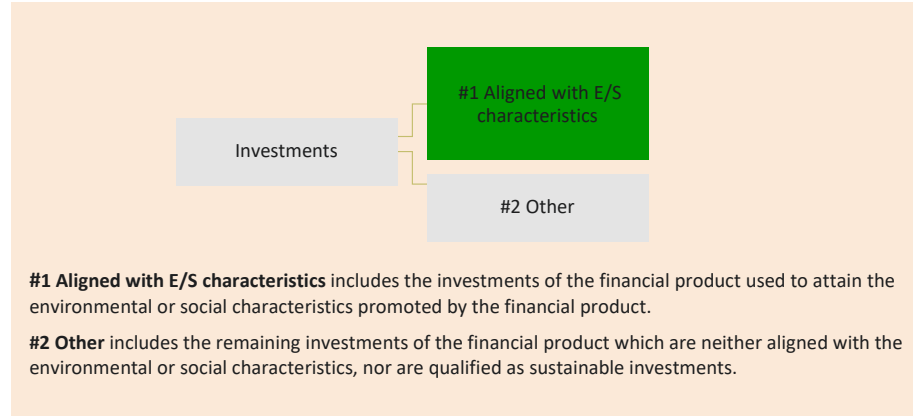 #1 Aligned with E/S
characteristics
Investments
#2 Other
#1 Aligned with E/S characteristics includes the investments of the financial product used to attain the
environmental or social characteristics promoted by the financial product.
#2 Other includes the remaining investments of the financial product which are neither aligned with the
environmental or social characteristics, nor are qualified as sustainable investments.